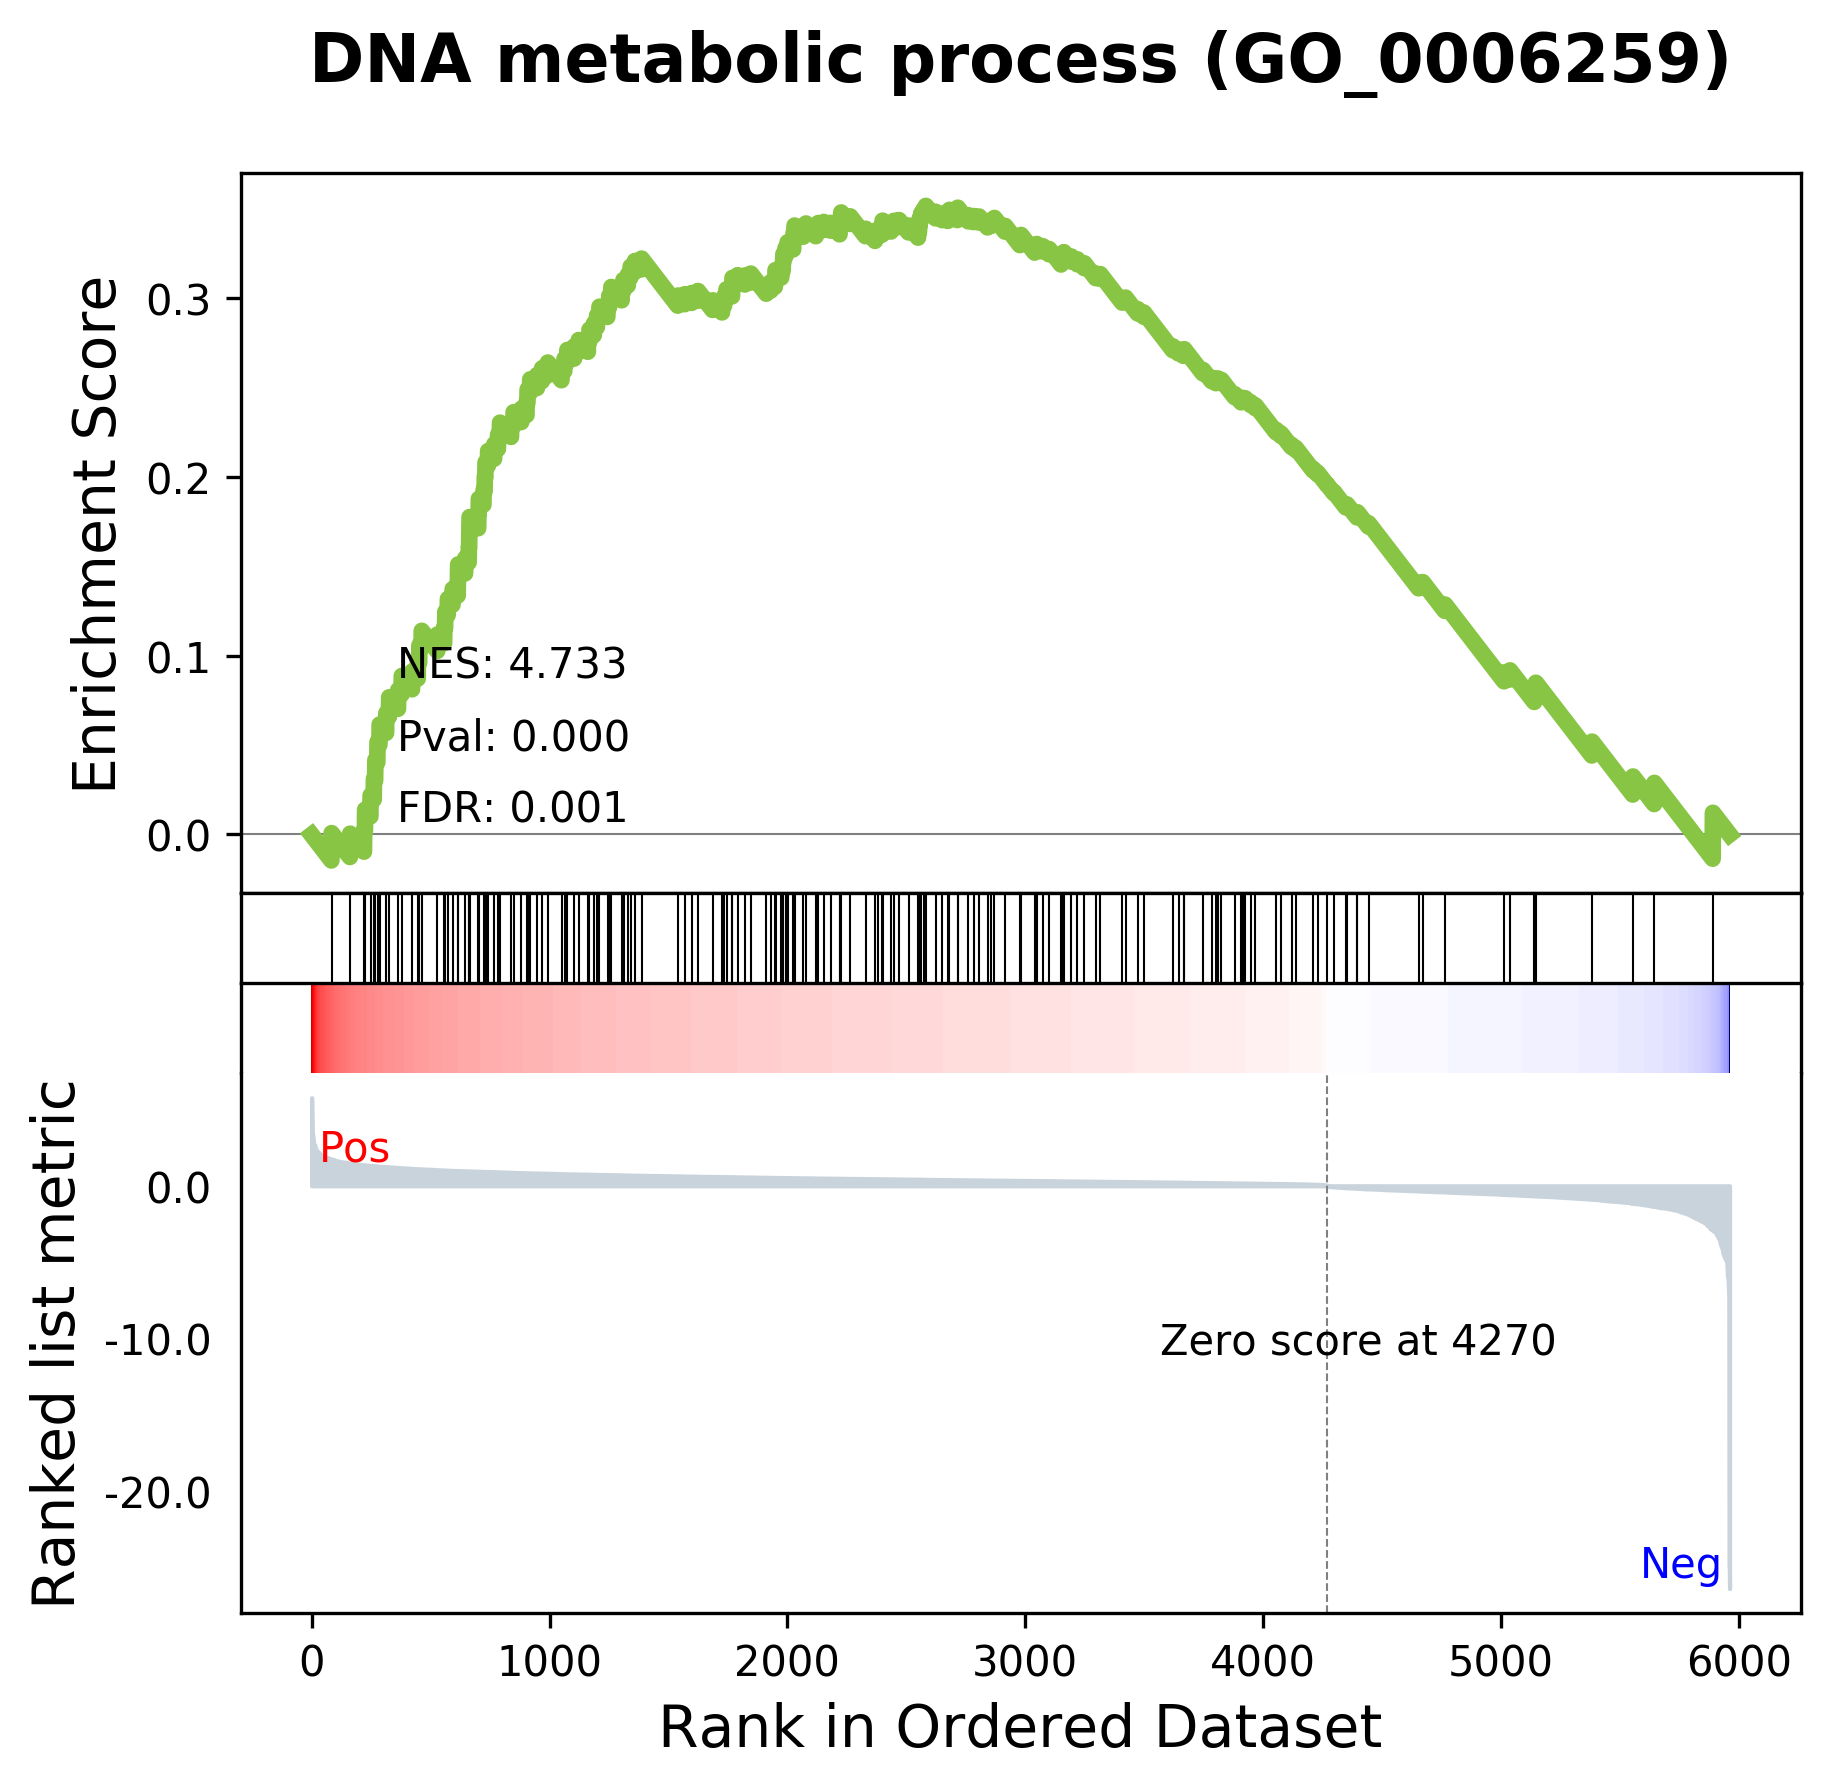 DNA metabolic process (GO_0006259)
Enrichment Score
0.3
0.2
0.1
0.0
NES: 4.733
Pval: 0.000
FDR: 0.001
Ranked list metric
0.0
-10.0
-20.0
Pos
Zero score at 4270
Neg
0 1000 2000 3000 4000 5000 6000
Rank in Ordered Dataset